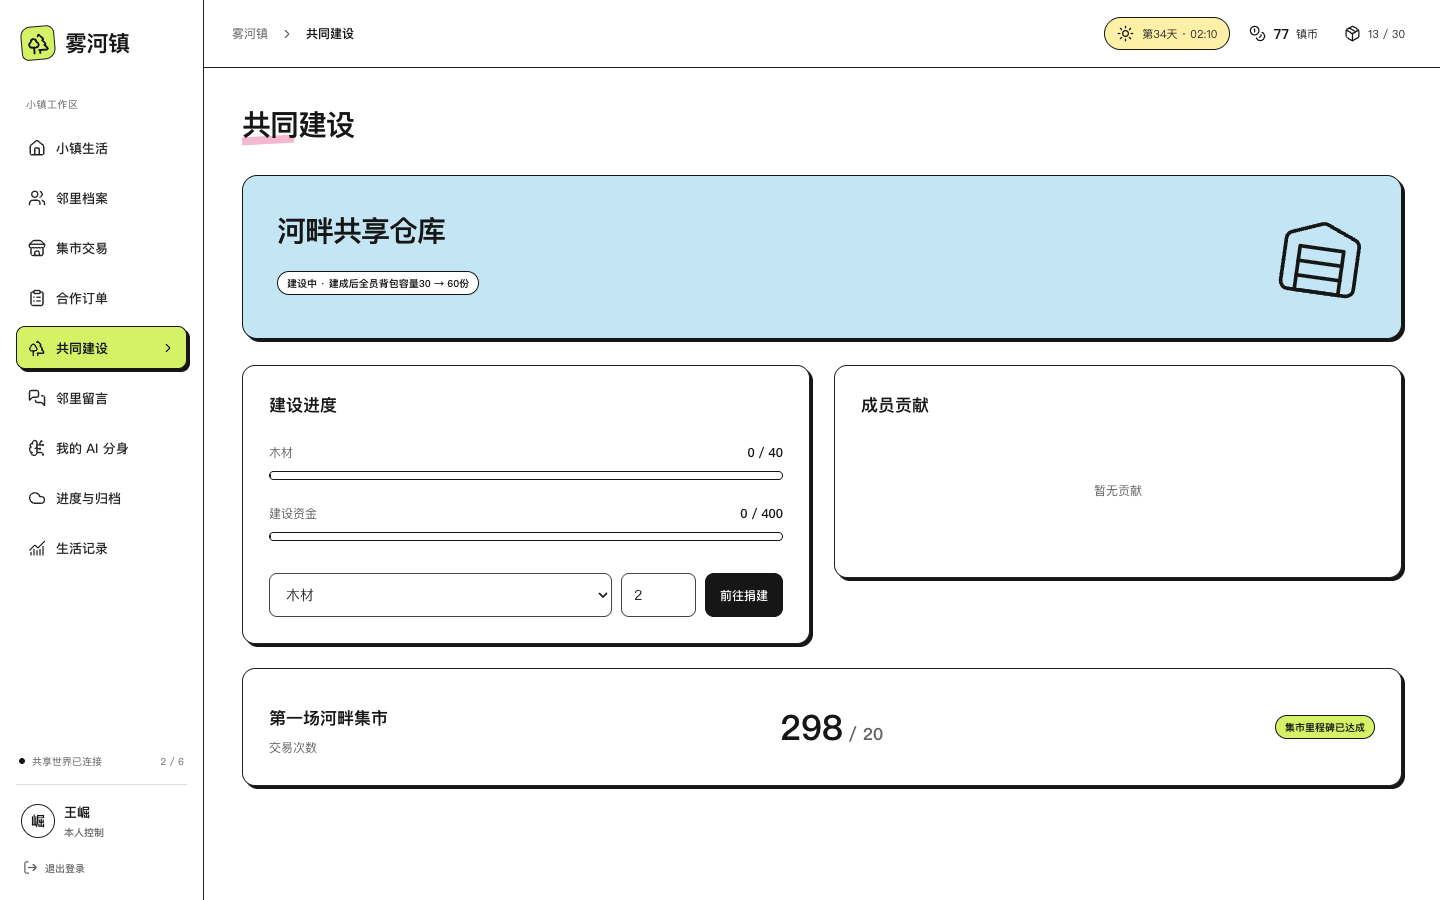 雾河镇
小镇工作区
小镇生活
邻里档案
集市交易
合作订单
共同建设
邻里留言
我的 AI 分身
进度与归档
生活记录
共享世界已连接 2 / 6
崛
王崛
本人控制
退出登录
雾河镇 > 共同建设
第34天 · 02:10
77 镇币
13 / 30
共同建设
河畔共享仓库
建设中 · 建成后全员背包容量30 → 60份
建设进度
木材 0 / 40
建设资金 0 / 400
木材 2 前往捐建
成员贡献
暂无贡献
第一场河畔集市
交易次数
298 / 20
集市里程碑已达成